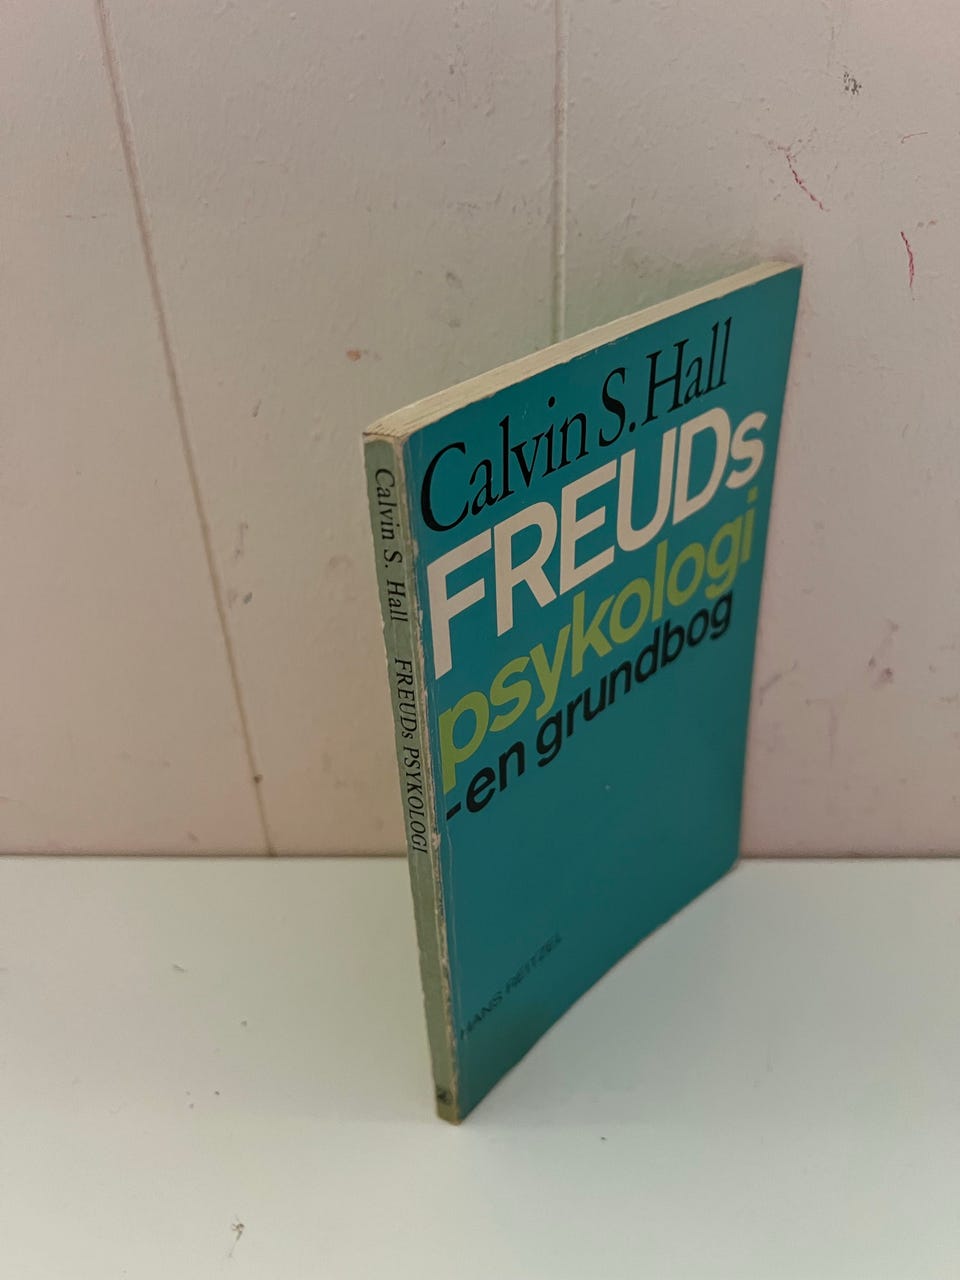 Calvin S. Hall
FREUDs
psykologi
-en grundbog
HANS REITZEL
Calvin S. Hall FREUDs PSYKOLOGI